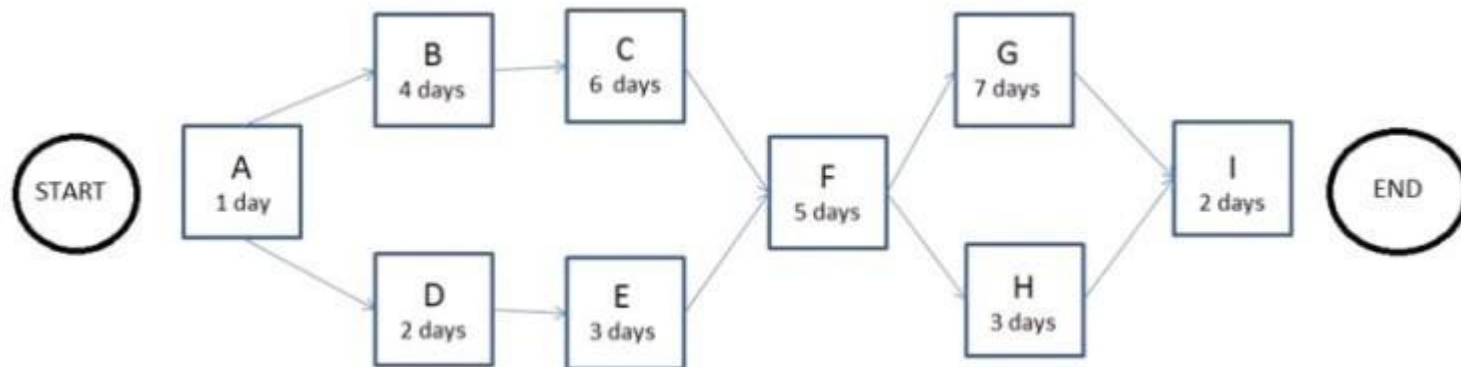 START
A
1 day
B
4 days
C
6 days
D
2 days
E
3 days
F
5 days
G
7 days
H
3 days
I
2 days
END